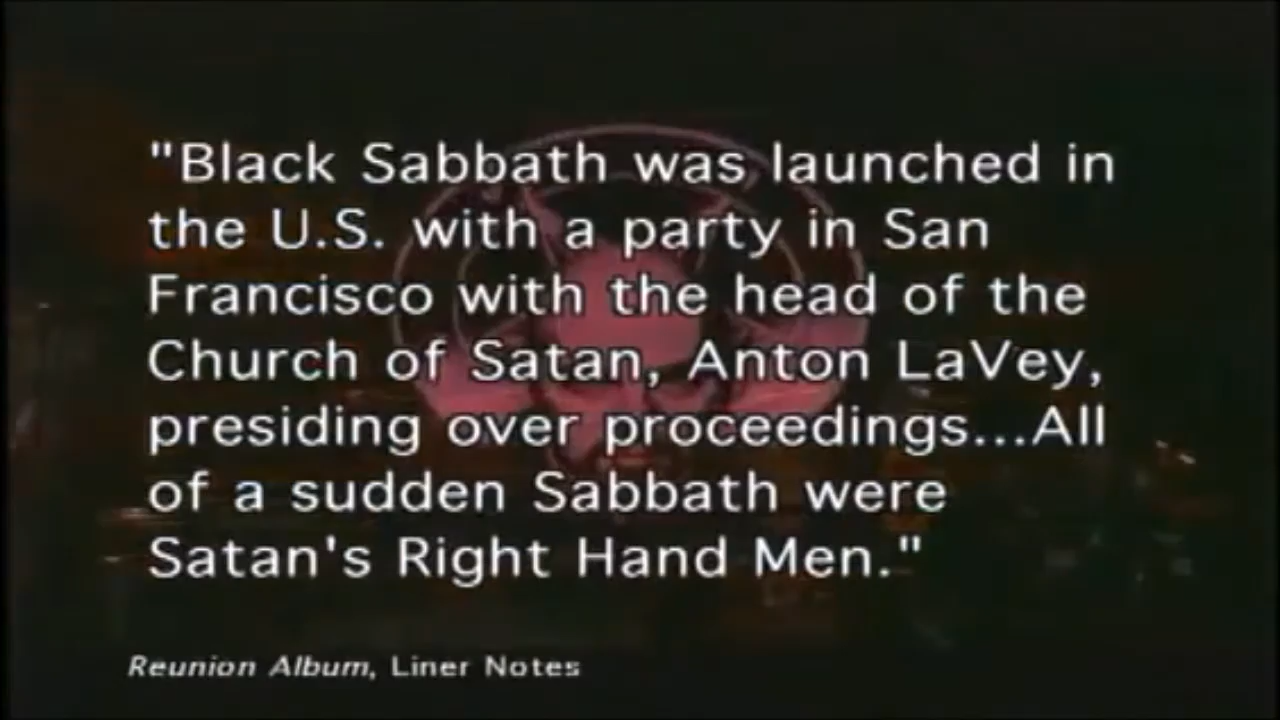 "Black Sabbath was launched in
the U.S. with a party in San
Francisco with the head of the
Church of Satan, Anton LaVey,
presiding over proceedings...All
of a sudden Sabbath were
Satan's Right Hand Men."
Reunion Album, Liner Notes